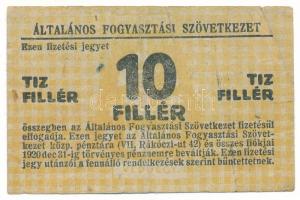 ÁLTALÁNOS FOGYASZTÁSI SZÖVETKEZET
Ezen fizetési jegyet
TIZ FILLÉR
10 FILLÉR
TIZ FILLÉR
összegben az Általános Fogyasztási Szövetkezet fizetésül
elfogadja. Ezen jegyet az Általános Fogyasztási Szövet-
kezet közp. pénztára (VII, Rákóczi-ut 42) és összes fiókjai
1920 dec 31-ig törvényes pénznemre beváltják. Ezen fizetési
jegy utánzói a fennálló rendelkezések szerint büntettetnek.